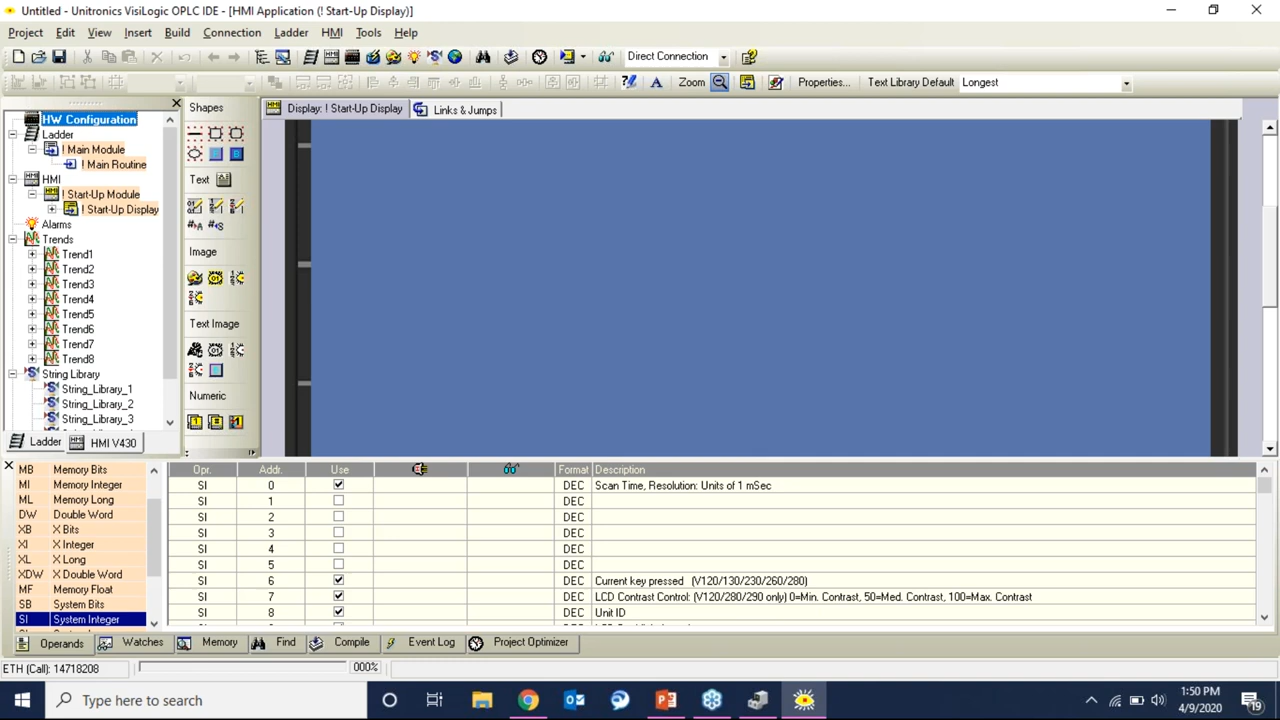 Untitled - Unitronics VisiLogic OPLC IDE - [HMI Application (! Start-Up Display)]
Project Edit View Insert Build Connection Ladder HMI Tools Help
Direct Connection
Zoom Properties... Text Library Default Longest
HW Configuration
Ladder
! Main Module
! Main Routine
HMI
! Start-Up Module
! Start-Up Display
Alarms
Trends
Trend1
Trend2
Trend3
Trend4
Trend5
Trend6
Trend7
Trend8
String Library
String_Library_1
String_Library_2
String_Library_3
Ladder HMI V430
Shapes
Text
Image
Text Image
Numeric
Display: ! Start-Up Display Links & Jumps
MB Memory Bits
MI Memory Integer
ML Memory Long
DW Double Word
XB X Bits
XI X Integer
XL X Long
XDW X Double Word
MF Memory Float
SB System Bits
SI System Integer
Opr. Addr. Use Format Description
SI 0 DEC Scan Time, Resolution: Units of 1 mSec
SI 1 DEC
SI 2 DEC
SI 3 DEC
SI 4 DEC
SI 5 DEC
SI 6 DEC Current key pressed (V120/130/230/260/280)
SI 7 DEC LCD Contrast Control: (V120/280/290 only) 0=Min. Contrast, 50=Med. Contrast, 100=Max. Contrast
SI 8 DEC Unit ID
Operands Watches Memory Find Compile Event Log Project Optimizer
ETH (Call): 14718208 000%
Type here to search
1:50 PM
4/9/2020
19